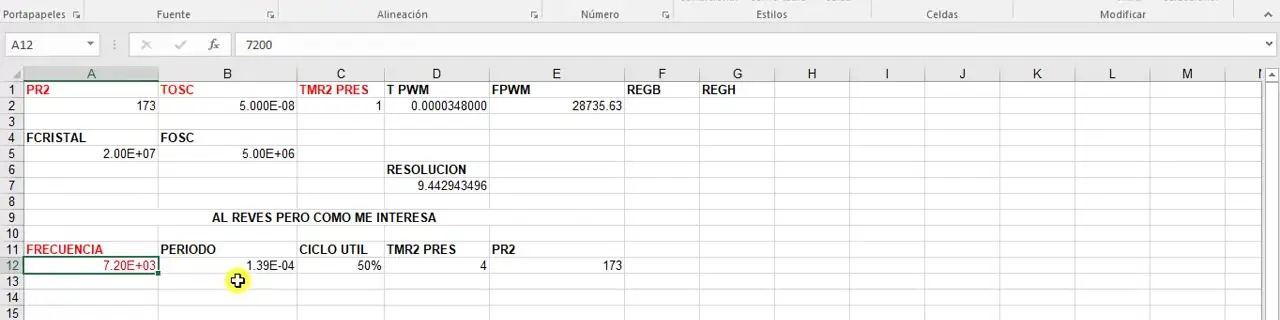 Portapapeles Fuente Alineación Número Estilos Celdas Modificar
A12 fx 7200
A B C D E F G H I J K L M
1 PR2 TOSC TMR2 PRES T PWM FPWM REGB REGH
2 173 5.000E-08 1 0.0000348000 28735.63
3
4 FCRISTAL FOSC
5 2.00E+07 5.00E+06
6 RESOLUCION
7 9.442943496
8
9 AL REVES PERO COMO ME INTERESA
10
11 FRECUENCIA PERIODO CICLO UTIL TMR2 PRES PR2
12 7.20E+03 1.39E-04 50% 4 173
13
14
15